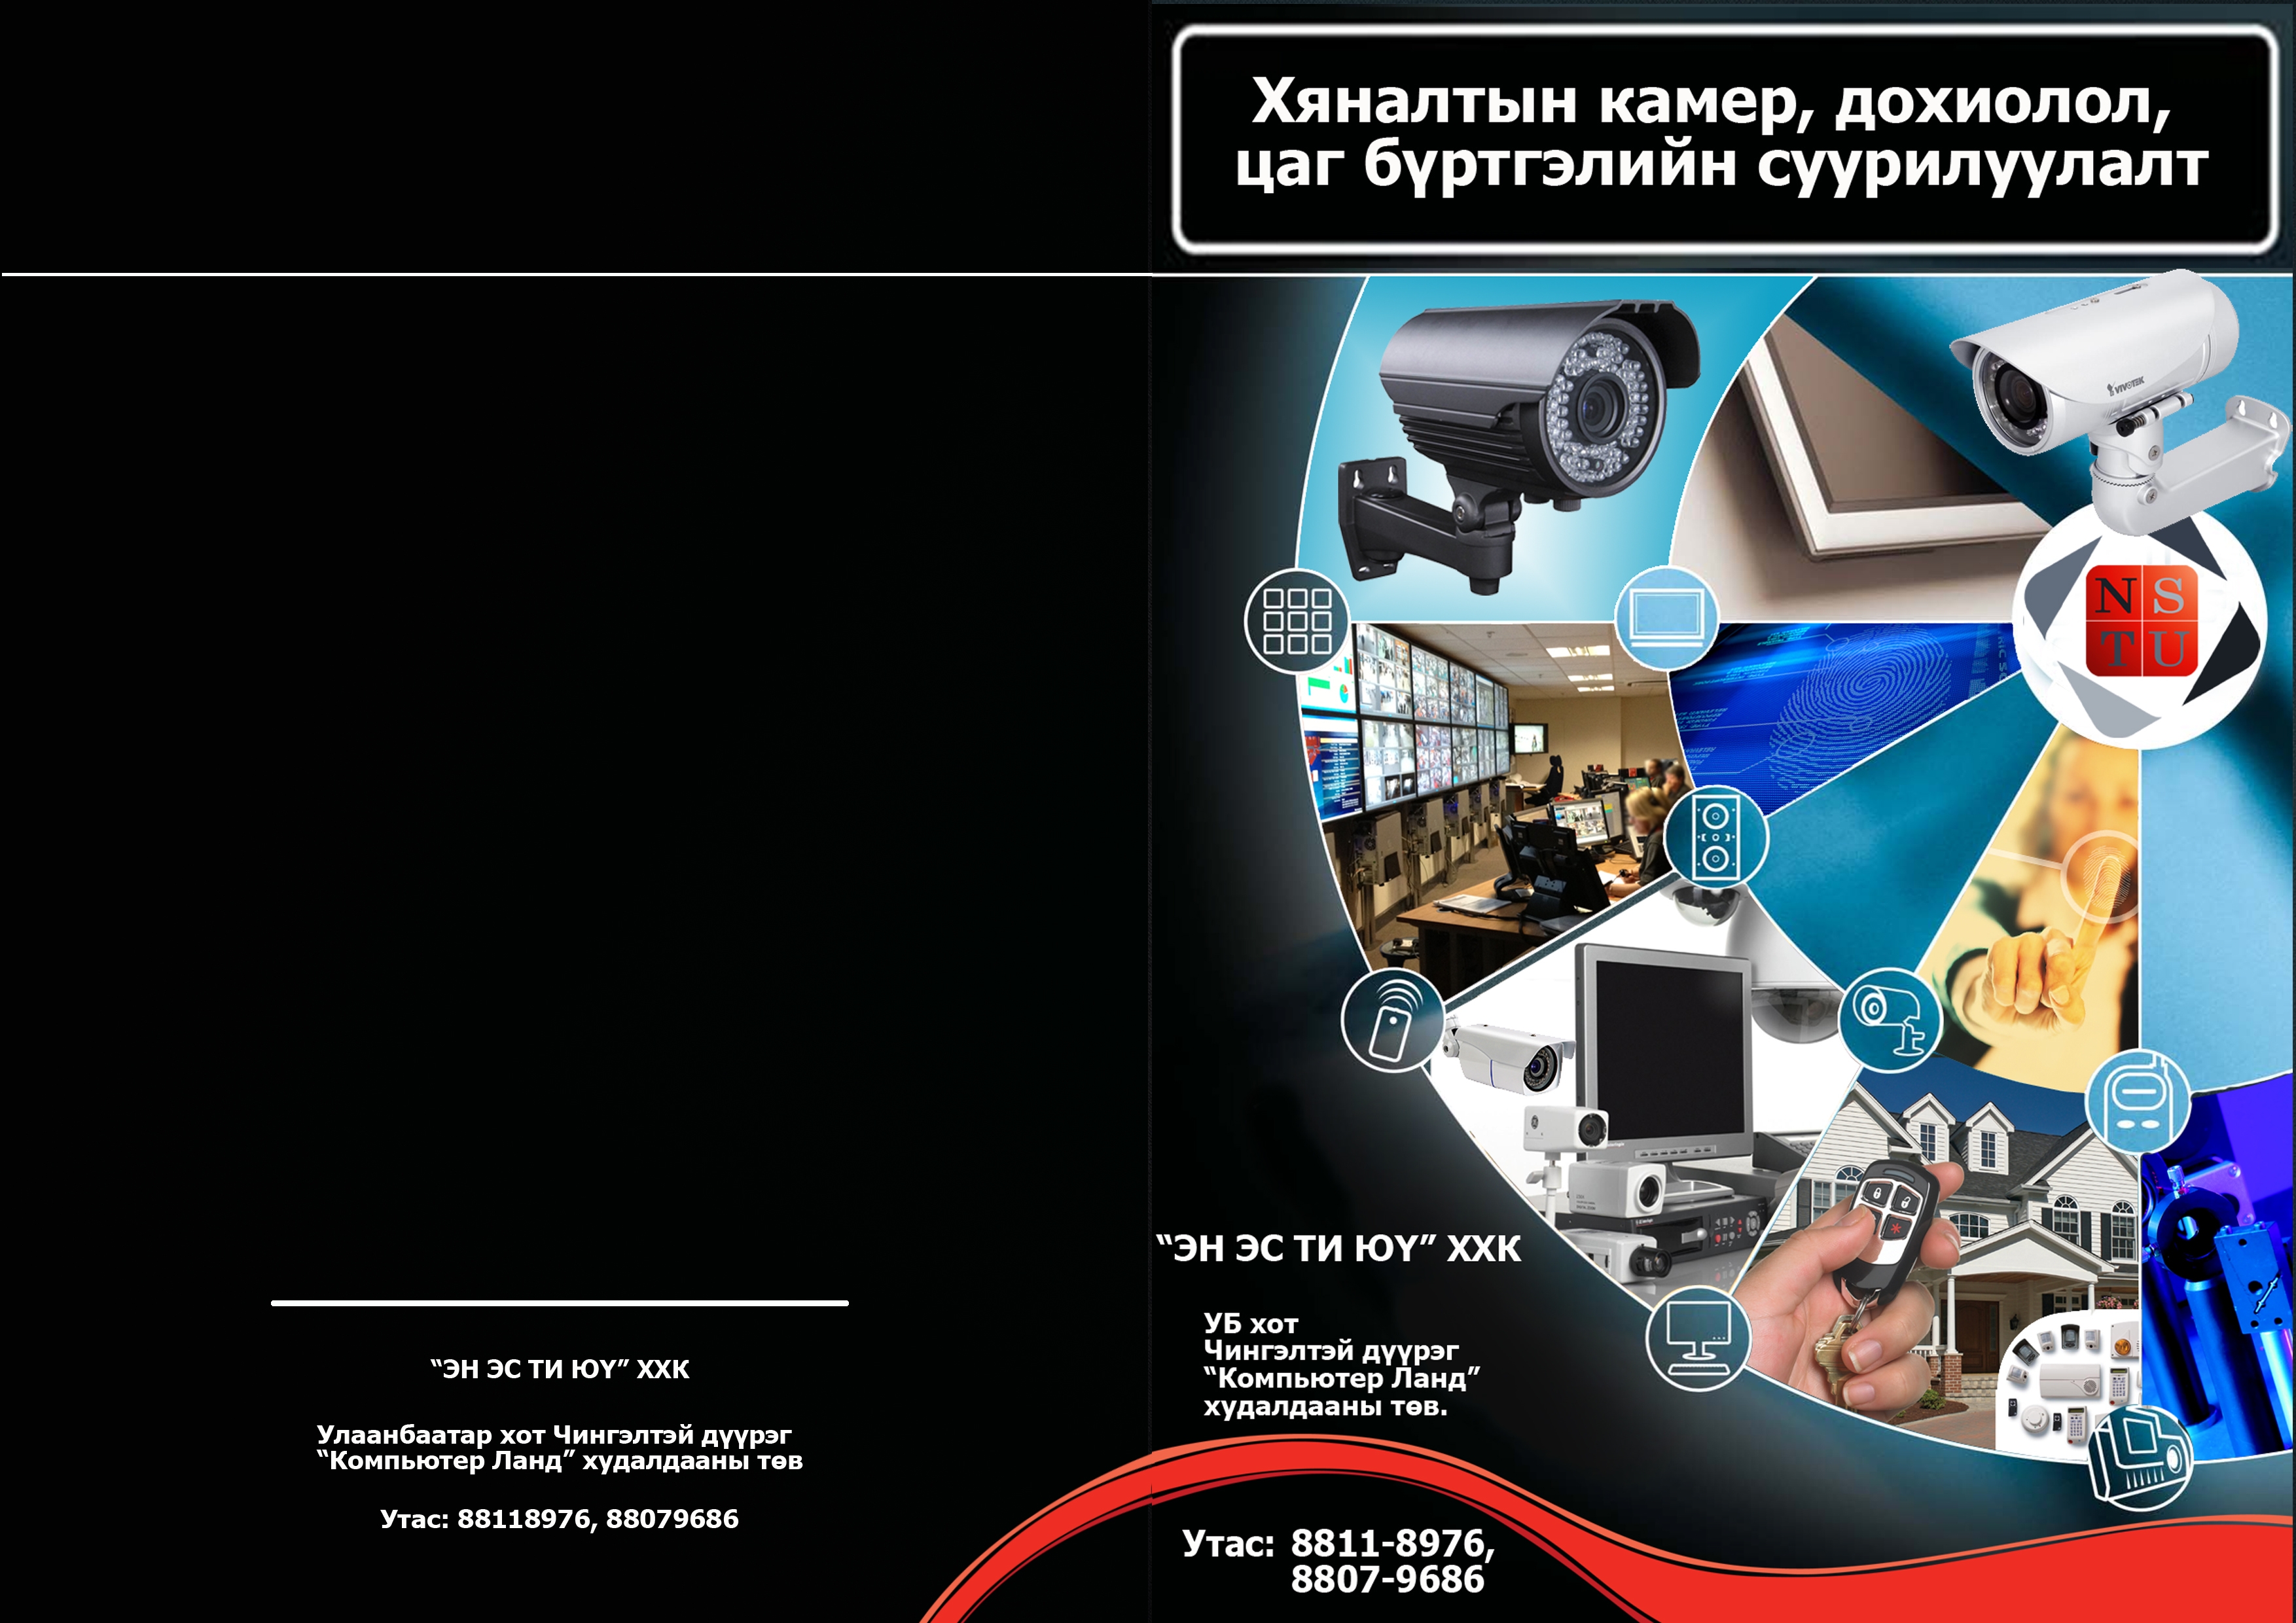 Хяналтын камер, дохиолол,
цаг бүртгэлийн суурилуулалт
VIVOTEK
N S
T U
“ЭН ЭС ТИ ЮҮ” ХХК
УБ хот
Чингэлтэй дүүрэг
“Компьютер Ланд”
худалдааны төв.
Утас: 8811-8976,
8807-9686
“ЭН ЭС ТИ ЮҮ” ХХК
Улаанбаатар хот Чингэлтэй дүүрэг
“Компьютер Ланд” худалдааны төв
Утас: 88118976, 88079686